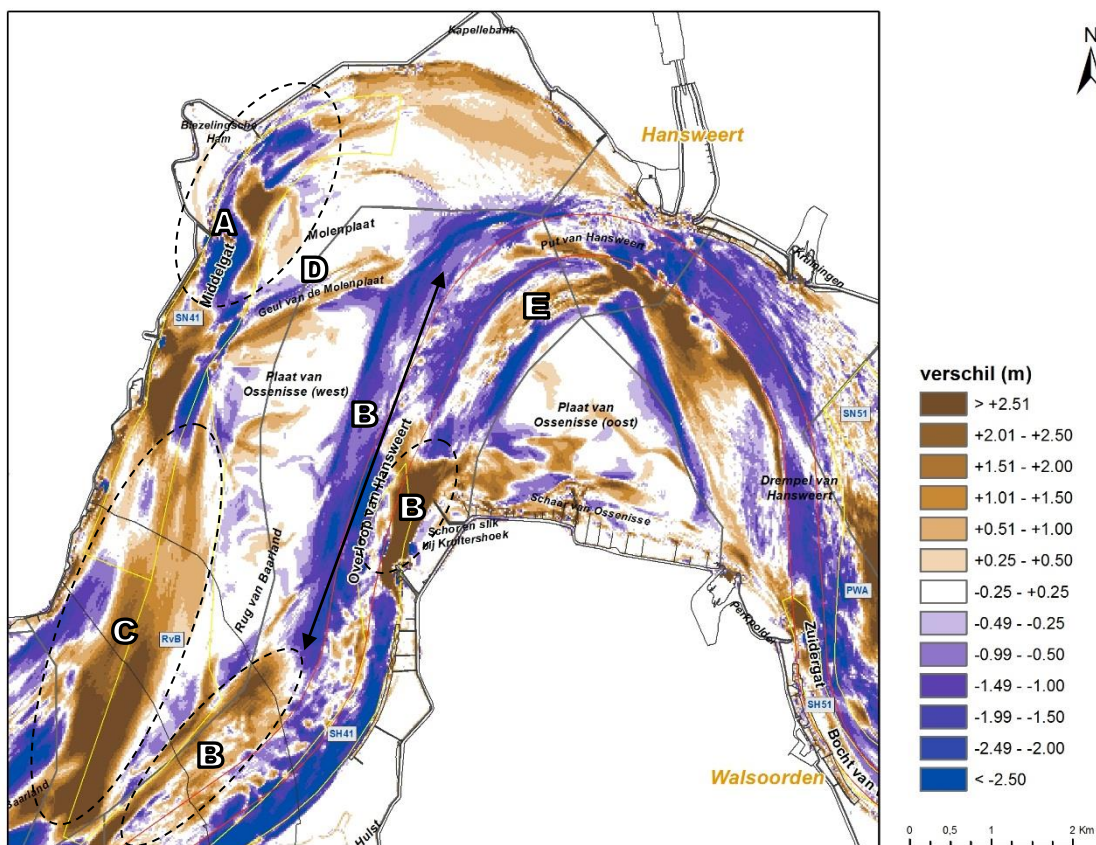 Kapellebank
N
Biezelingsche
Ham
Hansweert
A
Middelgat
Molenplaat
D
Geul van de Molenplaat
Put van Hansweert
Kruiningen
E
SN41
Plaat van
Ossenisse (west)
Plaat van
Ossenisse (oost)
SN51
B
Overloop van Hansweert
B
Schaar van Ossenisse
Schor en slik
bij Kruitershoek
Drempel van
Hansweert
Rug van Baarland
C
RvB
PWA
Perkpolder
Zuidergat
B
SH41
SH51
Bocht van
Walsoorden
Baarland
Hulst
verschil (m)
> +2.51
+2.01 - +2.50
+1.51 - +2.00
+1.01 - +1.50
+0.51 - +1.00
+0.25 - +0.50
-0.25 - +0.25
-0.49 - -0.25
-0.99 - -0.50
-1.49 - -1.00
-1.99 - -1.50
-2.49 - -2.00
< -2.50
0 0,5 1 2 Km